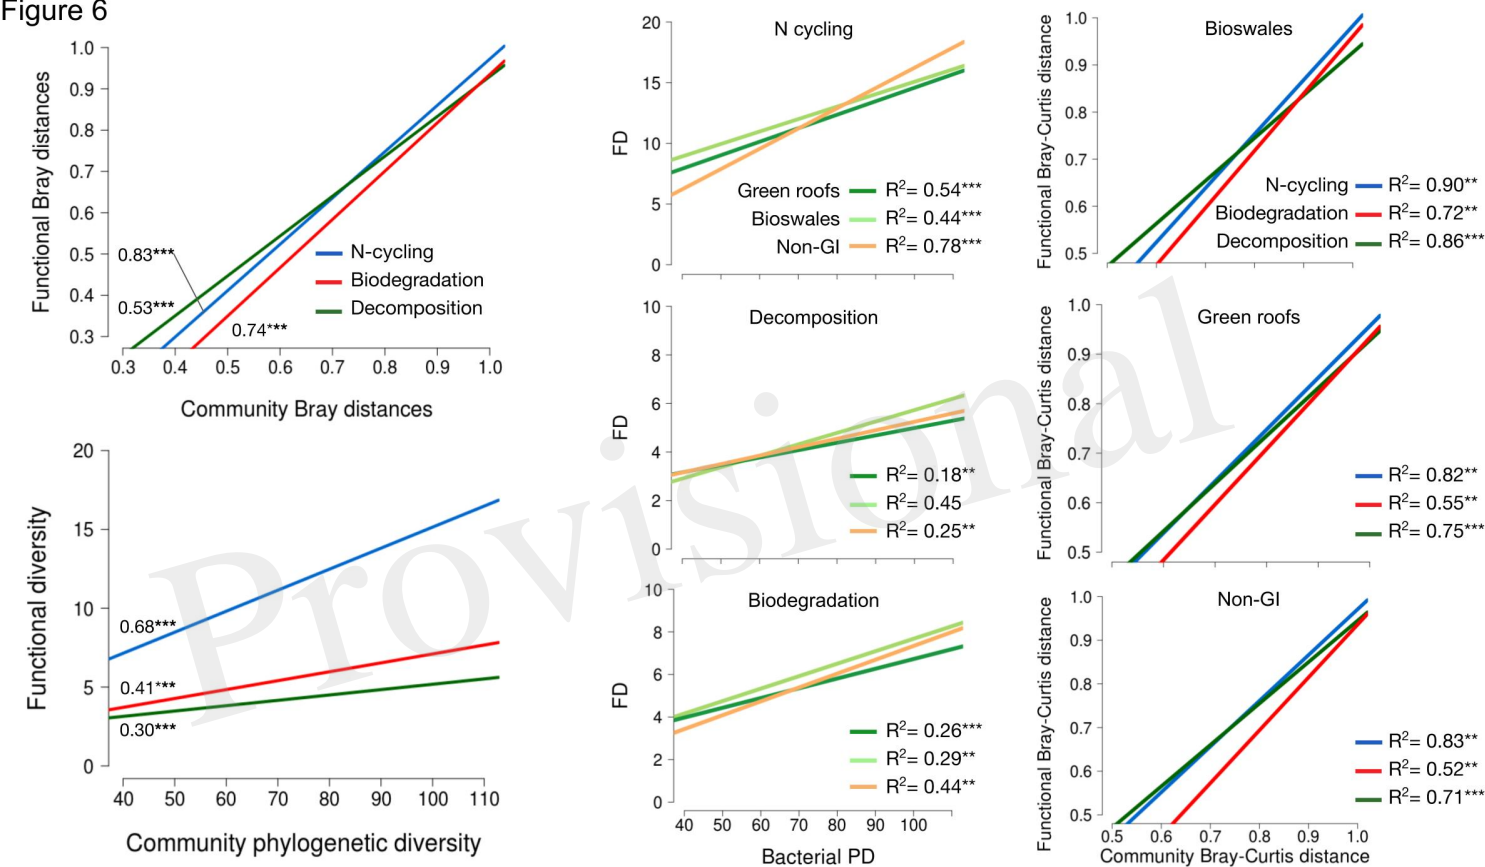 Figure 6
1.0
0.9
0.8
0.7
0.6
0.5
0.4
0.3
Functional Bray distances
0.83***
0.53***
0.74***
N-cycling
Biodegradation
Decomposition
0.3 0.4 0.5 0.6 0.7 0.8 0.9 1.0
Community Bray distances
20
15
10
5
0
Functional diversity
0.68***
0.41***
0.30***
40 50 60 70 80 90 100 110
Community phylogenetic diversity
N cycling
20
15
10
5
0
FD
Green roofs R²= 0.54***
Bioswales R²= 0.44***
Non-GI R²= 0.78***
Decomposition
10
8
6
4
2
0
FD
R²= 0.18**
R²= 0.45
R²= 0.25**
Biodegradation
10
8
6
4
2
0
FD
R²= 0.26***
R²= 0.29**
R²= 0.44**
40 50 60 70 80 90 100
Bacterial PD
Bioswales
1.0
0.9
0.8
0.7
0.6
0.5
Functional Bray-Curtis distance
N-cycling R²= 0.90**
Biodegradation R²= 0.72**
Decomposition R²= 0.86***
Green roofs
1.0
0.9
0.8
0.7
0.6
0.5
Functional Bray-Curtis distance
R²= 0.82**
R²= 0.55**
R²= 0.75***
Non-GI
1.0
0.9
0.8
0.7
0.6
0.5
Functional Bray-Curtis distance
R²= 0.83**
R²= 0.52**
R²= 0.71***
0.5 0.6 0.7 0.8 0.9 1.0
Community Bray-Curtis distance
Provisional